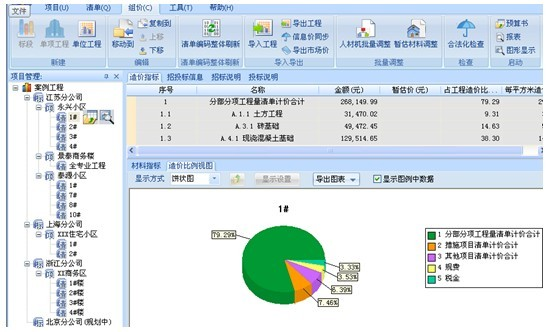 文件 项目(U) 清单(Q) 组价(C) 工具(T) 帮助(H)
标段 单项工程 单位工程
新建
移动到 复制到 上移 下移
编辑
清单编码整体刷新
清单编码整体刷新
导入工程 导出工程 信息价同步 导出市场价
导入导出
人材机批量调整 暂估材料调整
批量调整
合法化检查
检查
预算书 报表 图形显示
启动
项目管理:
案例工程
江苏分公司
永兴小区
1#
2#
3#
4#
景泰商务楼
全专业工程
泰源小区
1#
7#
8#
10#
上海分公司
XXX住宅小区
1#
2#
浙江分公司
XX商务区
1#楼
2#楼
3#楼
4#楼
北京分公司(规划中)
造价指标 招投标信息 招标说明 投标说明
序号 名称 金额(元) 暂估价(元) 占工程造价比... 每平方米造
1 分部分项工程量清单计价合计 268,149.99 79.29
1.1 A.1.1 土方工程 31,470.02 9.31
1.2 A.3.1 砖基础 49,472.45 14.63
1.3 A.4.1 现浇混凝土基础 129,514.65 38.30
材料指标 造价比例视图
显示方式 饼状图 显示设置 导出图表 显示图例中数据
1#
79.29%
3.33%
3.53%
6.39%
7.46%
1 分部分项工程量清单计价合计
2 措施项目清单计价合计
3 其他项目清单计价合计
4 规费
5 税金